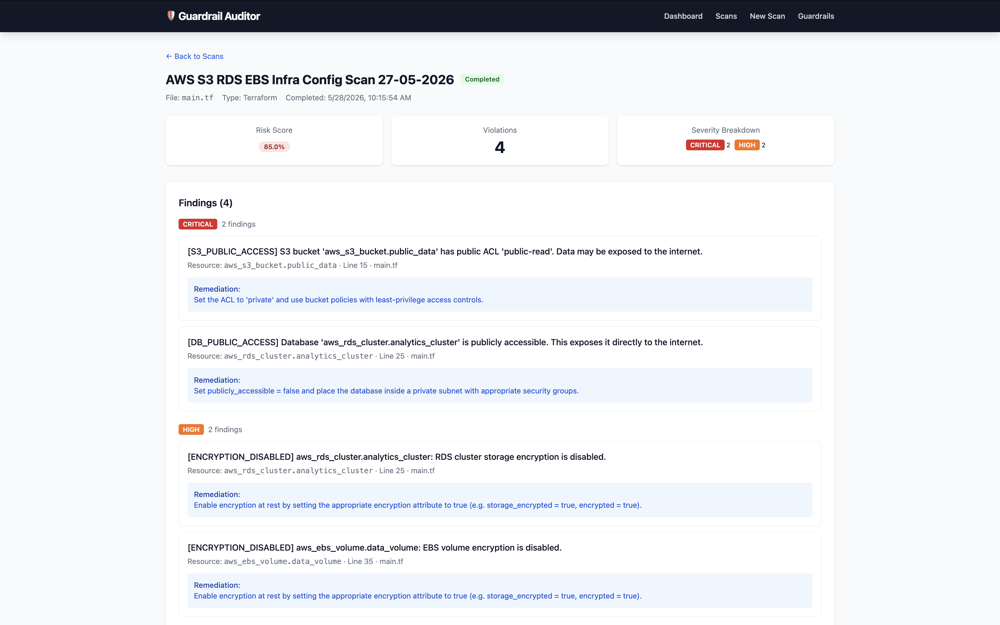 Guardrail Auditor
Dashboard Scans New Scan Guardrails
← Back to Scans
AWS S3 RDS EBS Infra Config Scan 27-05-2026 Completed
File: main.tf Type: Terraform Completed: 5/28/2026, 10:15:54 AM
Risk Score
85.0%
Violations
4
Severity Breakdown
CRITICAL 2 HIGH 2
Findings (4)
CRITICAL 2 findings
[S3_PUBLIC_ACCESS] S3 bucket 'aws_s3_bucket.public_data' has public ACL 'public-read'. Data may be exposed to the internet.
Resource: aws_s3_bucket.public_data · Line 15 · main.tf
Remediation:
Set the ACL to 'private' and use bucket policies with least-privilege access controls.
[DB_PUBLIC_ACCESS] Database 'aws_rds_cluster.analytics_cluster' is publicly accessible. This exposes it directly to the internet.
Resource: aws_rds_cluster.analytics_cluster · Line 25 · main.tf
Remediation:
Set publicly_accessible = false and place the database inside a private subnet with appropriate security groups.
HIGH 2 findings
[ENCRYPTION_DISABLED] aws_rds_cluster.analytics_cluster: RDS cluster storage encryption is disabled.
Resource: aws_rds_cluster.analytics_cluster · Line 25 · main.tf
Remediation:
Enable encryption at rest by setting the appropriate encryption attribute to true (e.g. storage_encrypted = true, encrypted = true).
[ENCRYPTION_DISABLED] aws_ebs_volume.data_volume: EBS volume encryption is disabled.
Resource: aws_ebs_volume.data_volume · Line 35 · main.tf
Remediation:
Enable encryption at rest by setting the appropriate encryption attribute to true (e.g. storage_encrypted = true, encrypted = true).